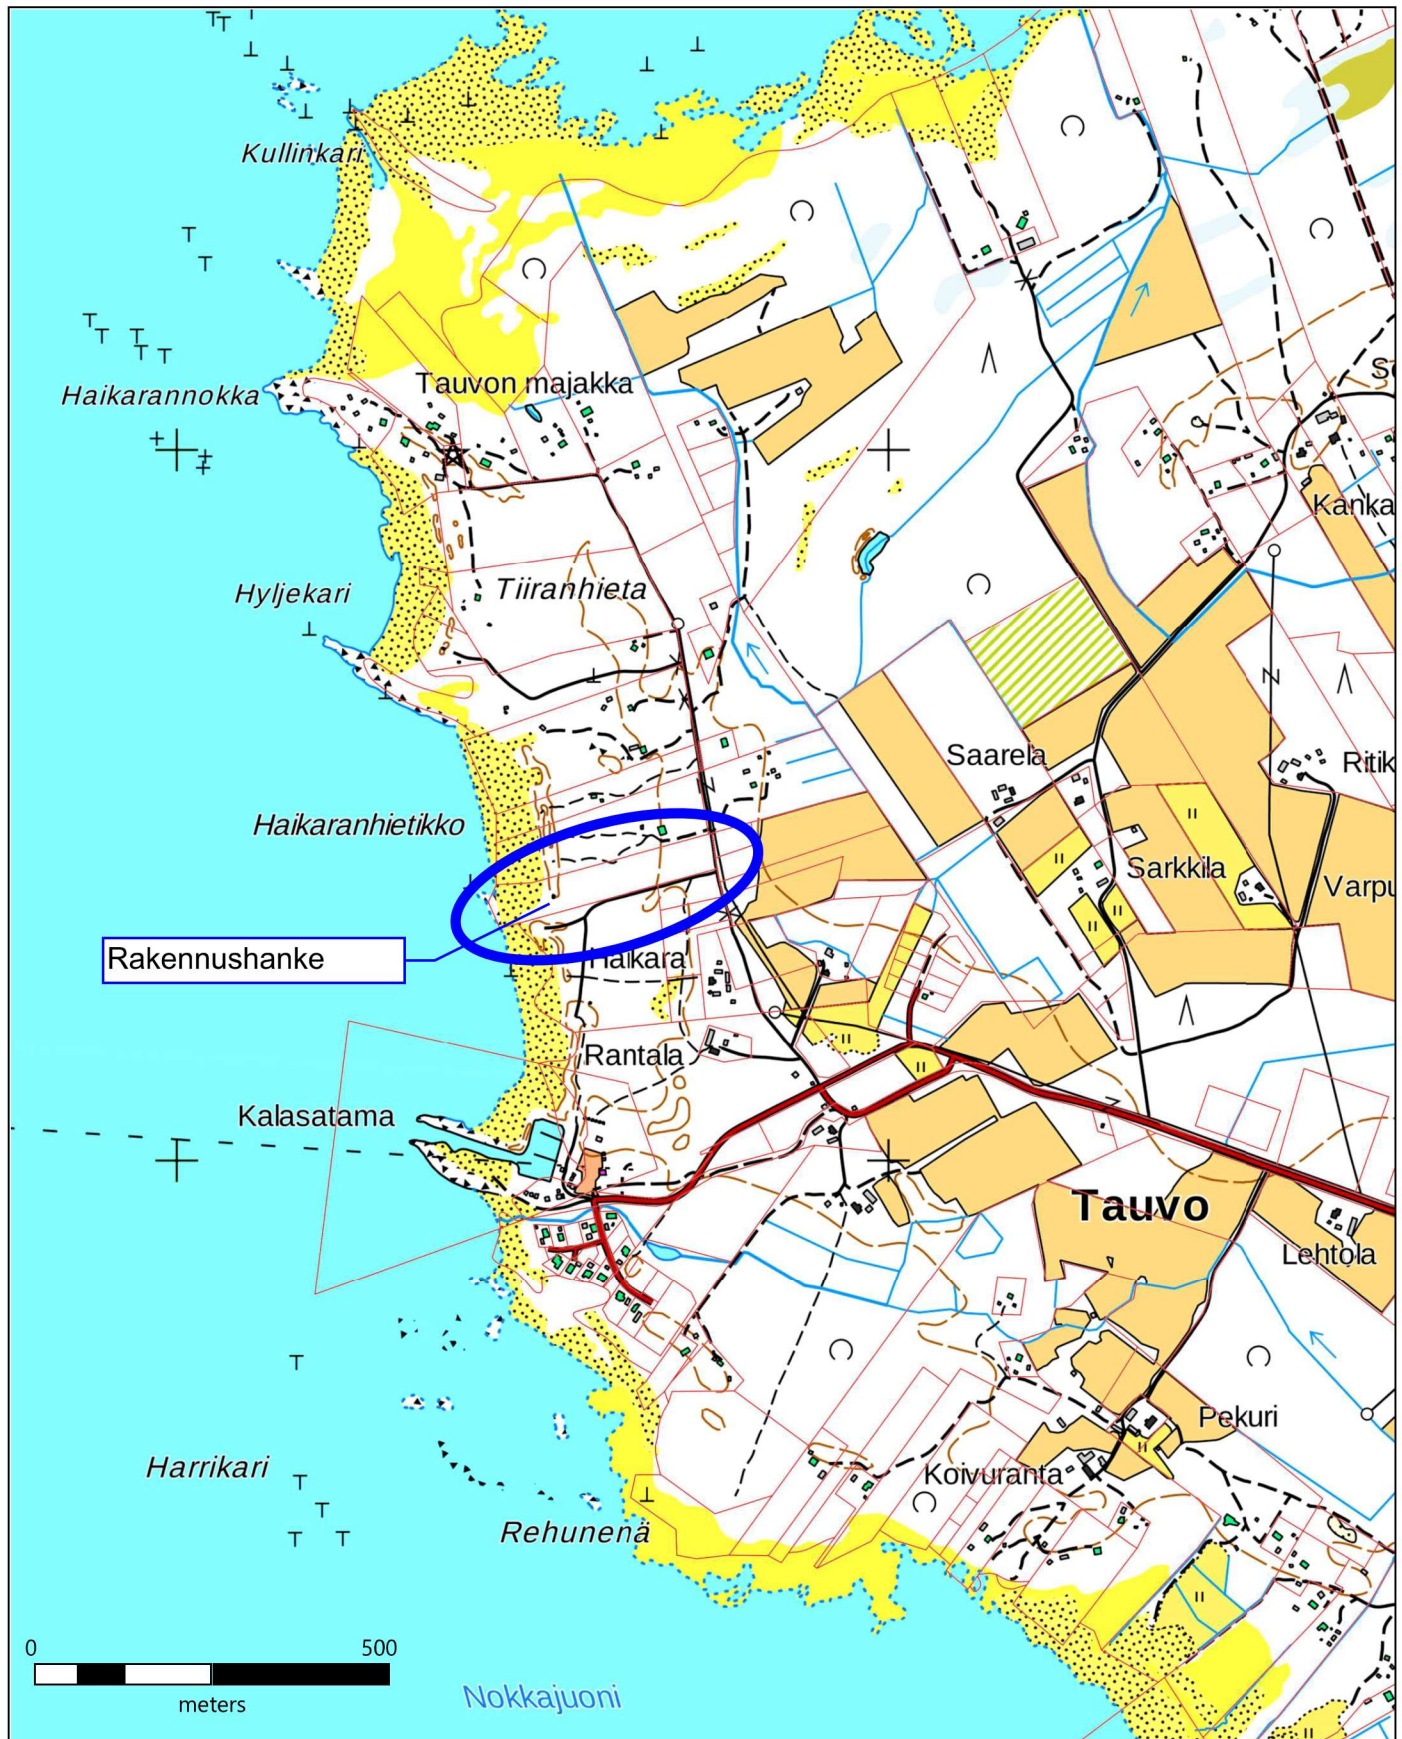 Kullinkari
Haikarannokka
Tauvon majakka
Kanka
Hyljekari
Tiiranhieta
Saarela
Ritik
Haikaranhietikko
Sarkkila
Varpu
Rakennushanke
Haikara
Rantala
Kalasatama
Tauvo
Lehtola
Pekuri
Harrikari
Koivuranta
Rehunenä
0 500
meters
Nokkajuoni